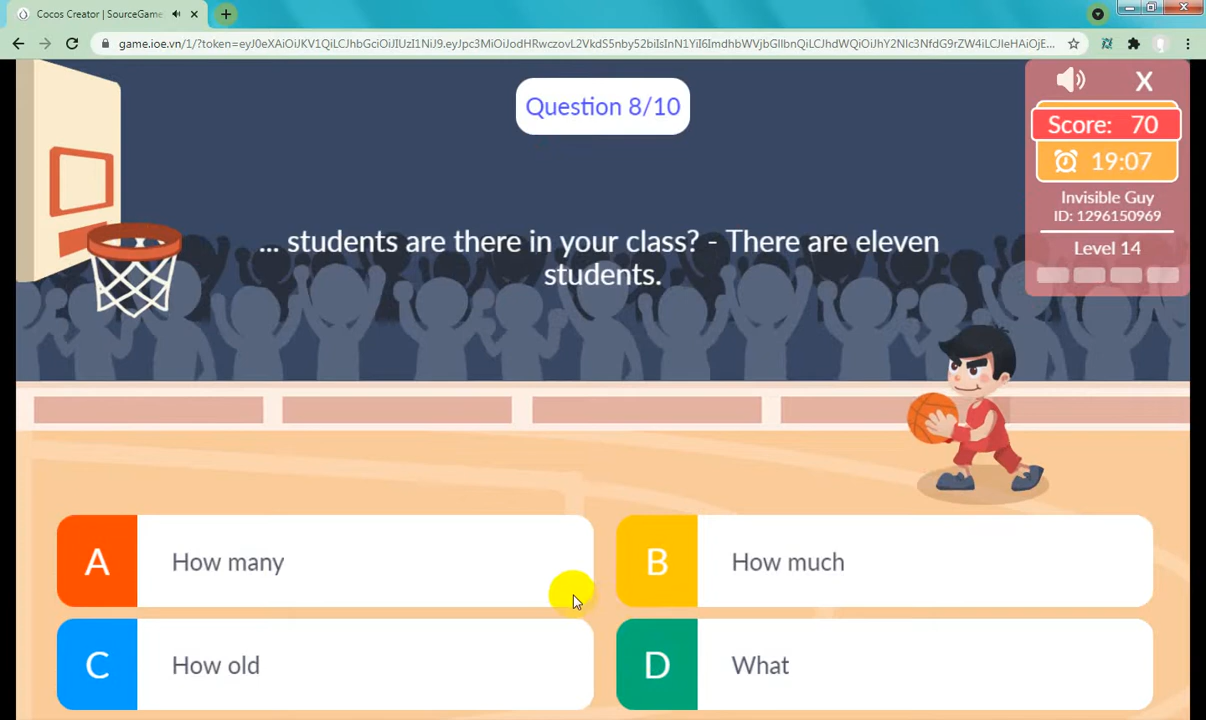 Cocos Creator | SourceGame
game.ioe.vn/1/?token=eyJ0eXAiOiJKV1QiLCJhbGciOiJIUzI1NiJ9.eyJpc3MiOiJodHRwczovL2VkdS5nby52biIsInN1YiI6ImdhbWVjbGllbnQiLCJhdWQiOiJhY2Nlc3NfdG9rZW4iLCJleHAiOjE...
Question 8/10
X
Score: 70
19:07
Invisible Guy
ID: 1296150969
Level 14
... students are there in your class? - There are eleven
students.
A How many
B How much
C How old
D What